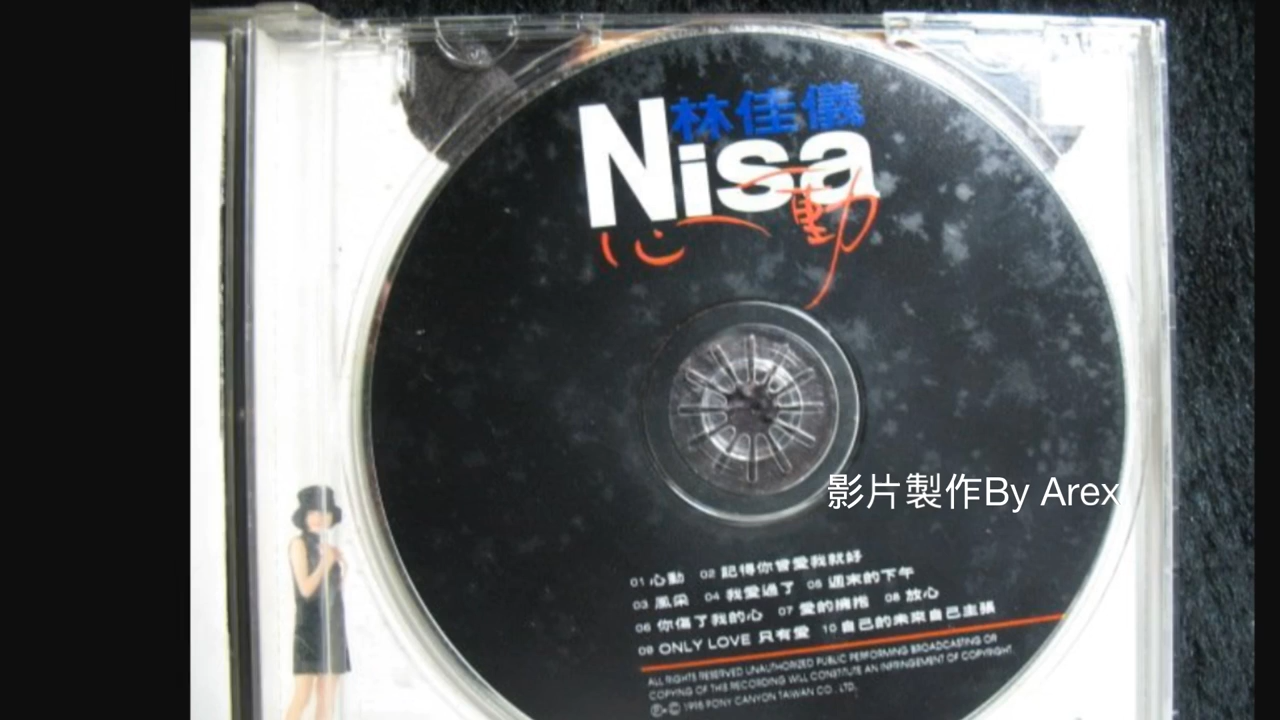 林佳儀
Nisa
心動
影片製作By Arex
01 心動 02 記得你曾愛我就好
03 風采 04 我愛過了 05 週末的下午
06 你傷了我的心 07 愛的擁抱 08 放心
09 ONLY LOVE 只有愛 10 自己的未來自己主張
ALL RIGHTS RESERVED UNAUTHORIZED PUBLIC PERFORMING BROADCASTING OR
COPYING OF THIS RECORDING WILL CONSTITUTE AN INFRINGEMENT OF COPYRIGHT.
Ⓟ•© 1995 PONY CANYON TAIWAN CO., LTD.